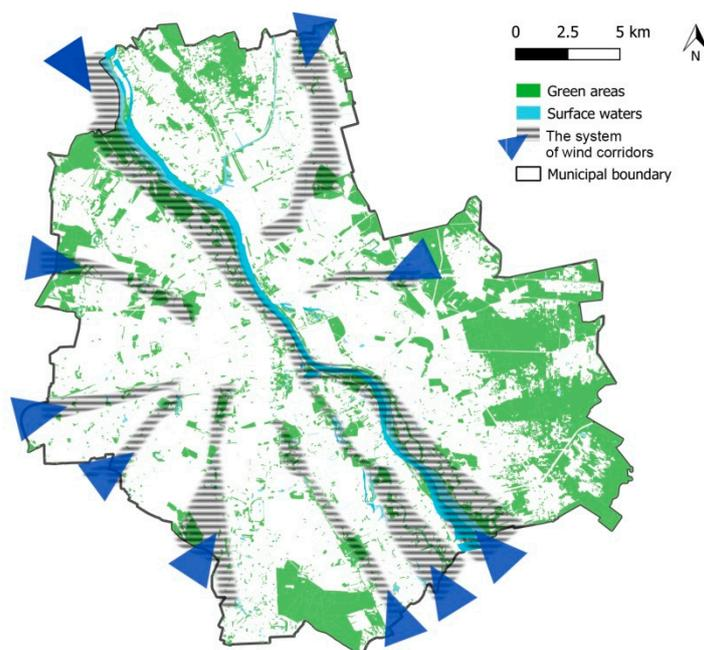 0 2.5 5 km
N
Green areas
Surface waters
The system
of wind corridors
Municipal boundary